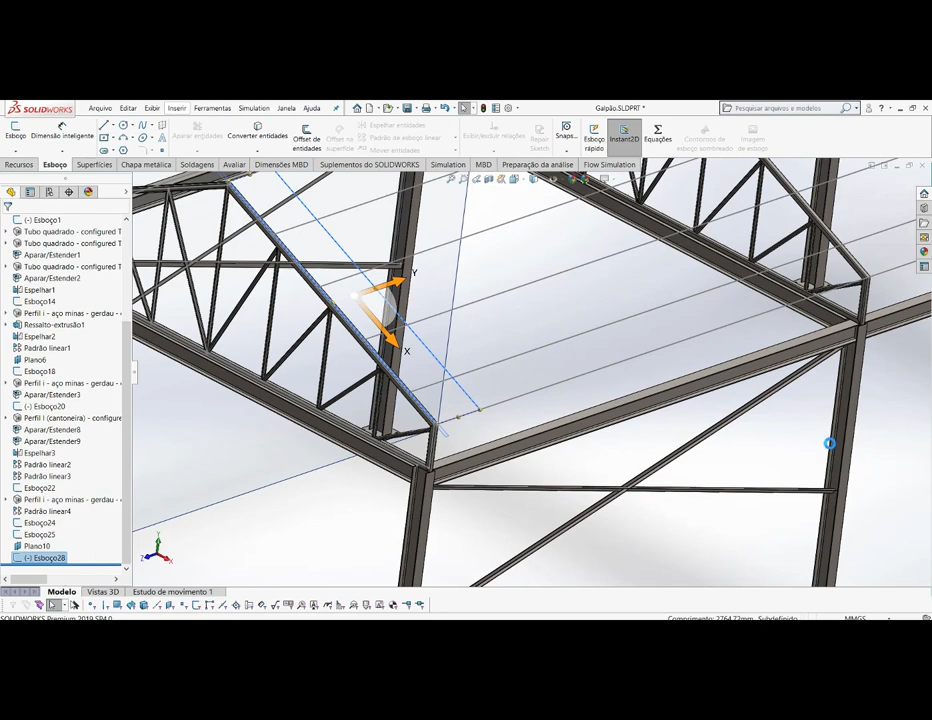 SOLIDWORKS Arquivo Editar Exibir Inserir Ferramentas Simulation Janela Ajuda Galpão.SLDPRT * Pesquisar arquivos e modelos
Esboço Dimensão inteligente Aparar entidades Converter entidades Offset de entidades Offset na superfície Espelhar entidades Padrão de esboço linear Mover entidades Exibir/excluir relações Reparar Sketch Snaps... Esboço rápido Instant2D Equações Contornos de esboço sombreado Imagem de esboço
Recursos Esboço Superfícies Chapa metálica Soldagens Avaliar Dimensões MBD Suplementos do SOLIDWORKS Simulation MBD Preparação da análise Flow Simulation
(-) Esboço1
Tubo quadrado - configured T
Tubo quadrado - configured T
Aparar/Estender1
Tubo quadrado - configured T
Aparar/Estender2
Espelhar1
Esboço14
Perfil i - aço minas - gerdau -
Ressalto-extrusão1
Espelhar2
Padrão linear1
Plano6
Esboço18
Perfil i - aço minas - gerdau -
Aparar/Estender3
(-) Esboço20
Perfil l (cantoneira) - configure
Aparar/Estender8
Aparar/Estender9
Espelhar3
Padrão linear2
Padrão linear3
Esboço22
Perfil i - aço minas - gerdau -
Padrão linear4
Esboço24
Esboço25
Plano10
(-) Esboço28
Y
X
Y
Z
X
Modelo Vistas 3D Estudo de movimento 1
SOLIDWORKS Premium 2019 SP4.0 Comprimento: 2764.72mm Subdefinido MMGS